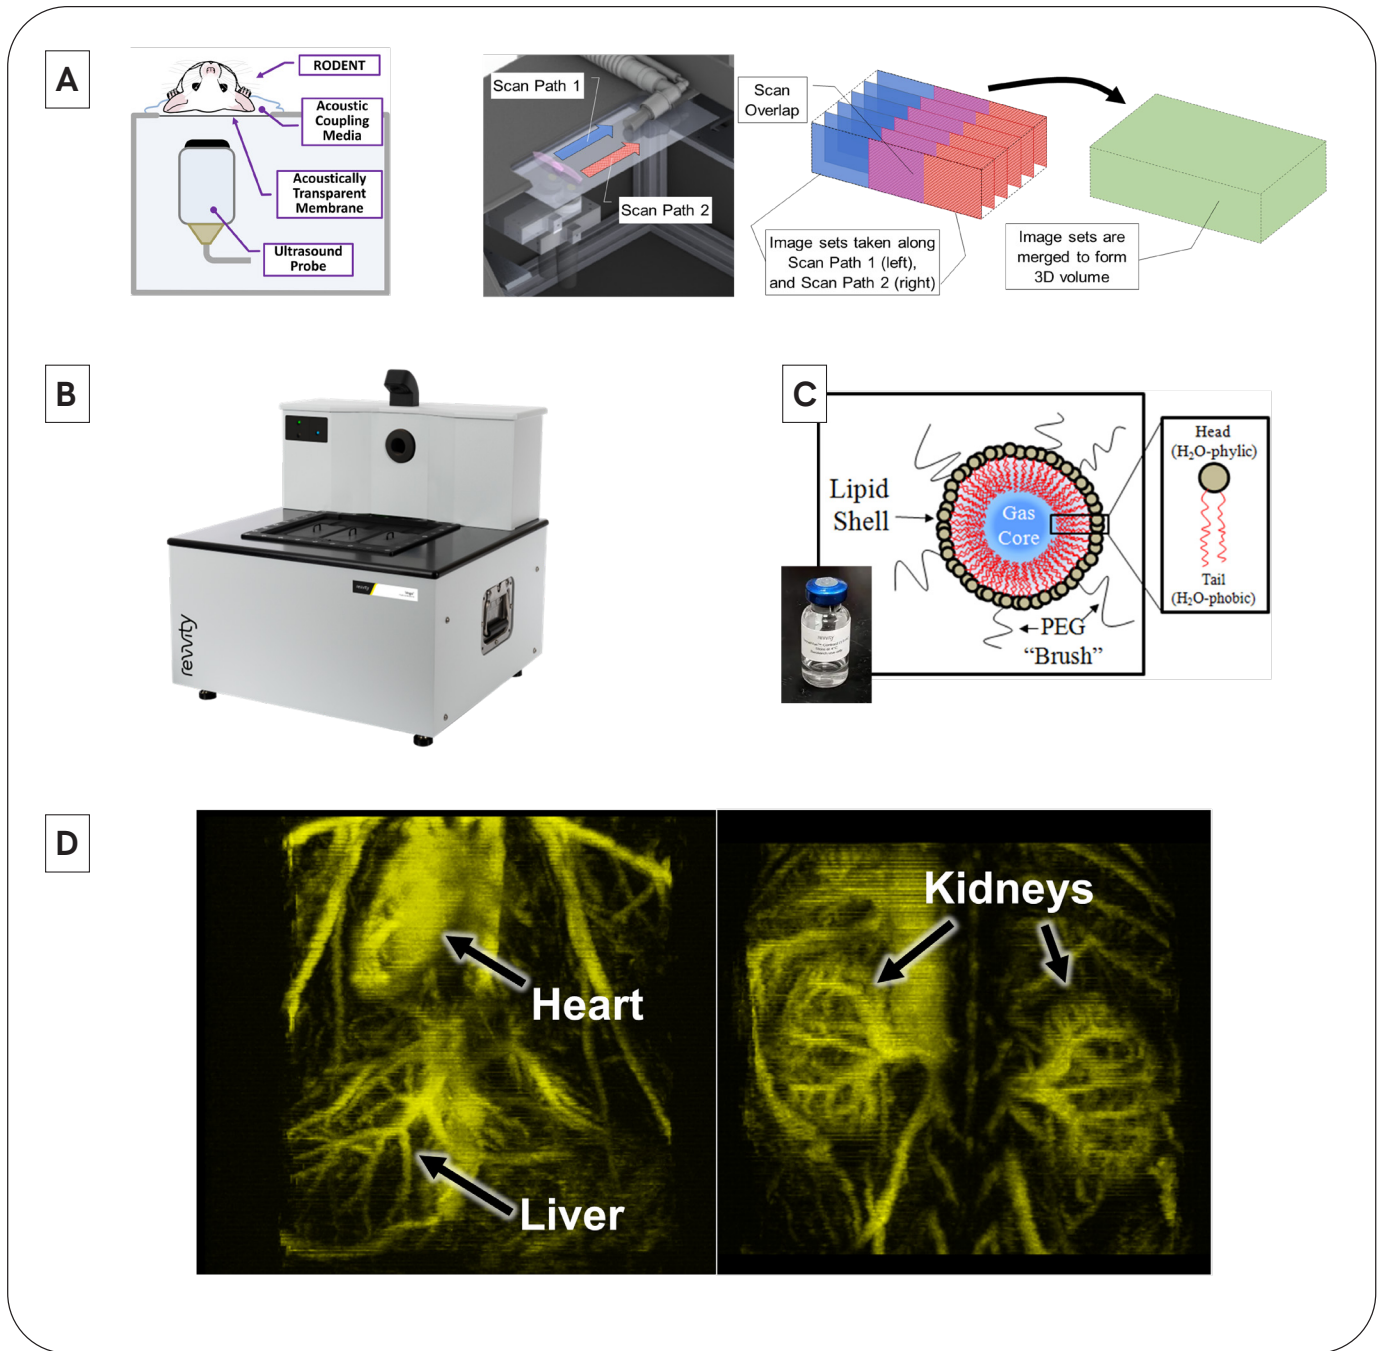 A
RODENT
Acoustic
Coupling
Media
Acoustically
Transparent
Membrane
Ultrasound
Probe
Scan Path 1
Scan Path 2
Scan
Overlap
Image sets taken along
Scan Path 1 (left),
and Scan Path 2 (right)
Image sets are
merged to form
3D volume
B
revvity
revvity
C
Lipid
Shell
Gas
Core
PEG
“Brush”
Head
(H₂O-phylic)
Tail
(H₂O-phobic)
revvity
D
Heart
Liver
Kidneys